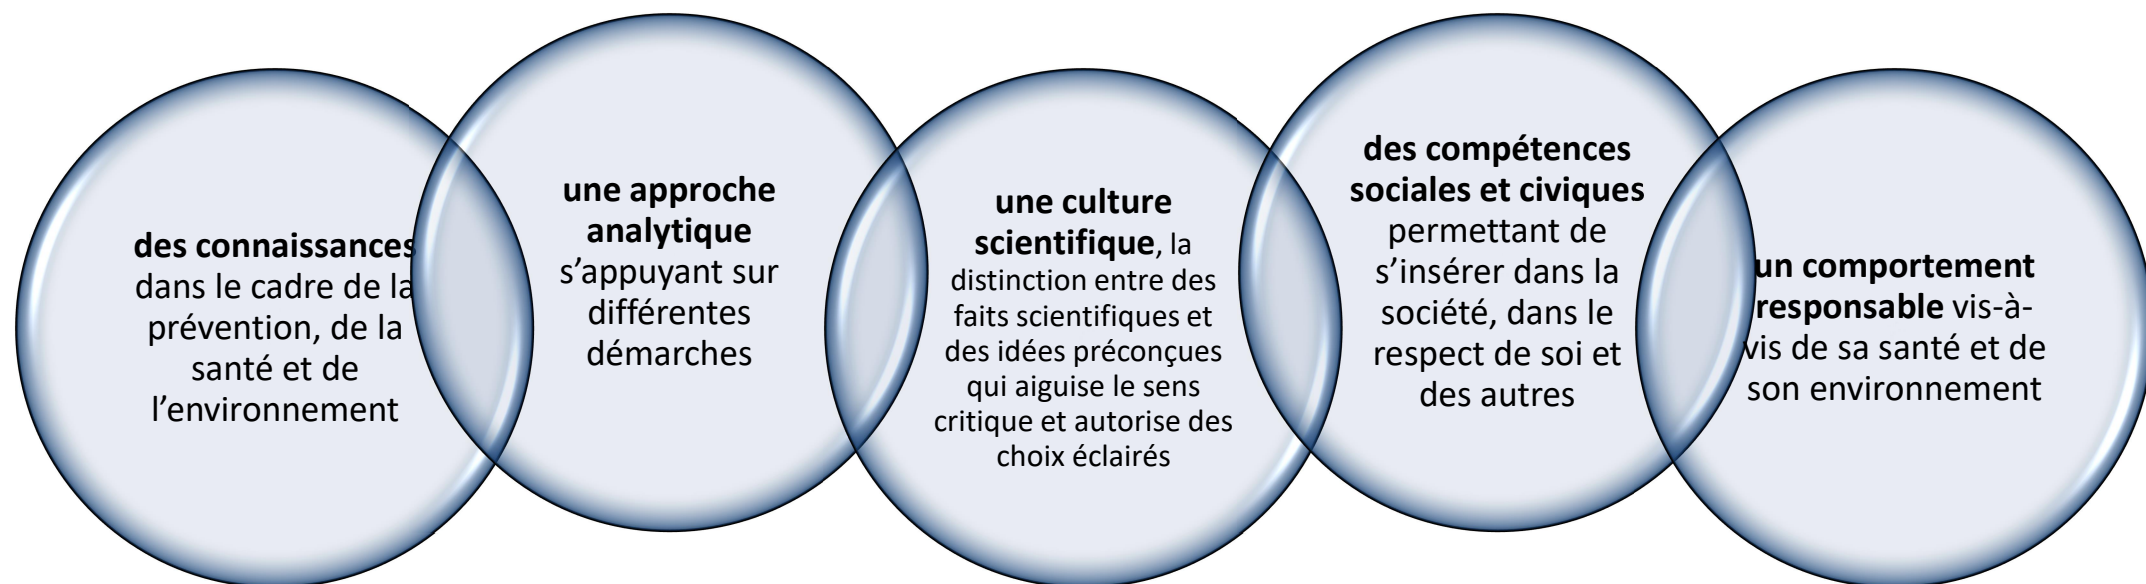 des connaissances
dans le cadre de la
prévention, de la
santé et de
l’environnement
une approche
analytique
s’appuyant sur
différentes
démarches
une culture
scientifique, la
distinction entre des
faits scientifiques et
des idées préconçues
qui aiguise le sens
critique et autorise des
choix éclairés
des compétences
sociales et civiques
permettant de
s’insérer dans la
société, dans le
respect de soi et
des autres
un comportement
responsable vis-à-
vis de sa santé et de
son environnement